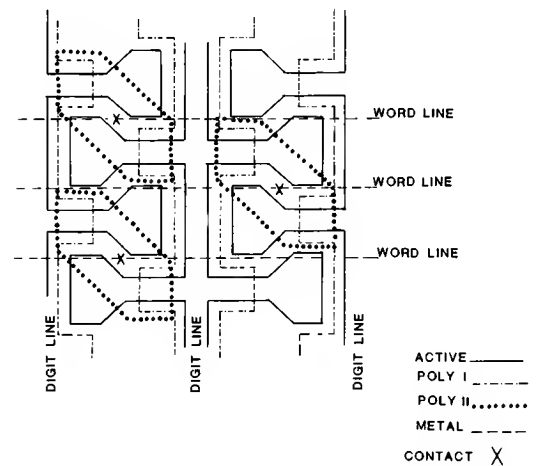 WORD LINE
WORD LINE
WORD LINE
DIGIT LINE
DIGIT LINE
DIGIT LINE
ACTIVE
POLY I
POLY II
METAL
CONTACT X